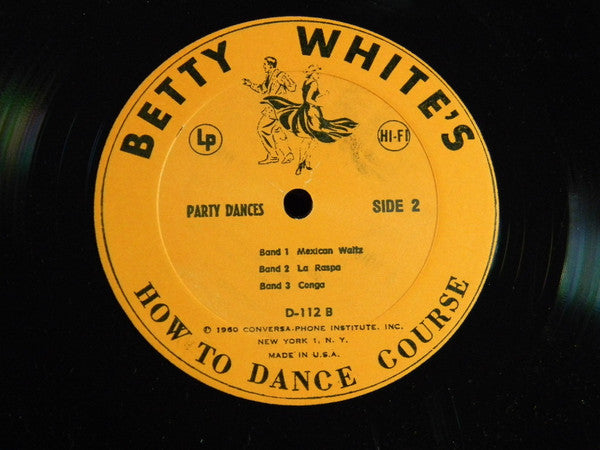 BETTY WHITE'S
LP
HI-FI
PARTY DANCES
SIDE 2
Band 1 Mexican Waltz
Band 2 La Raspa
Band 3 Conga
D-112 B
© 1960 CONVERSA-PHONE INSTITUTE, INC.
NEW YORK 1, N. Y.
MADE IN U.S.A.
HOW TO DANCE COURSE